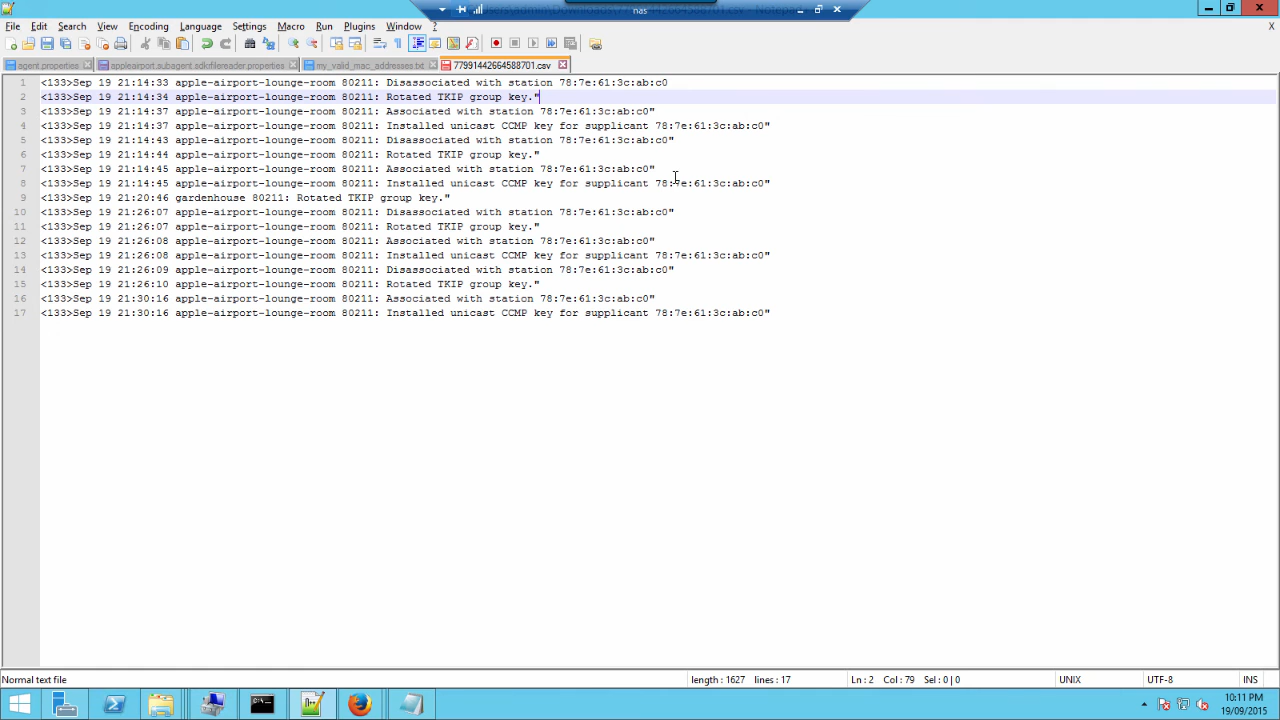 nas
File Edit Search View Encoding Language Settings Macro Run Plugins Window ? X
agent.properties appleairport.subagent.sdkrfilereader.properties my_valid_mac_addresses.txt 77991442664588701.csv
1 <133>Sep 19 21:14:33 apple-airport-lounge-room 80211: Disassociated with station 78:7e:61:3c:ab:c0
2 <133>Sep 19 21:14:34 apple-airport-lounge-room 80211: Rotated TKIP group key."
3 <133>Sep 19 21:14:37 apple-airport-lounge-room 80211: Associated with station 78:7e:61:3c:ab:c0"
4 <133>Sep 19 21:14:37 apple-airport-lounge-room 80211: Installed unicast CCMP key for supplicant 78:7e:61:3c:ab:c0"
5 <133>Sep 19 21:14:43 apple-airport-lounge-room 80211: Disassociated with station 78:7e:61:3c:ab:c0"
6 <133>Sep 19 21:14:44 apple-airport-lounge-room 80211: Rotated TKIP group key."
7 <133>Sep 19 21:14:45 apple-airport-lounge-room 80211: Associated with station 78:7e:61:3c:ab:c0"
8 <133>Sep 19 21:14:45 apple-airport-lounge-room 80211: Installed unicast CCMP key for supplicant 78:7e:61:3c:ab:c0"
9 <133>Sep 19 21:20:46 gardenhouse 80211: Rotated TKIP group key."
10 <133>Sep 19 21:26:07 apple-airport-lounge-room 80211: Disassociated with station 78:7e:61:3c:ab:c0"
11 <133>Sep 19 21:26:07 apple-airport-lounge-room 80211: Rotated TKIP group key."
12 <133>Sep 19 21:26:08 apple-airport-lounge-room 80211: Associated with station 78:7e:61:3c:ab:c0"
13 <133>Sep 19 21:26:08 apple-airport-lounge-room 80211: Installed unicast CCMP key for supplicant 78:7e:61:3c:ab:c0"
14 <133>Sep 19 21:26:09 apple-airport-lounge-room 80211: Disassociated with station 78:7e:61:3c:ab:c0"
15 <133>Sep 19 21:26:10 apple-airport-lounge-room 80211: Rotated TKIP group key."
16 <133>Sep 19 21:30:16 apple-airport-lounge-room 80211: Associated with station 78:7e:61:3c:ab:c0"
17 <133>Sep 19 21:30:16 apple-airport-lounge-room 80211: Installed unicast CCMP key for supplicant 78:7e:61:3c:ab:c0"
Normal text file length : 1627 lines : 17 Ln : 2 Col : 79 Sel : 0 | 0 UNIX UTF-8 INS
10:11 PM
19/09/2015